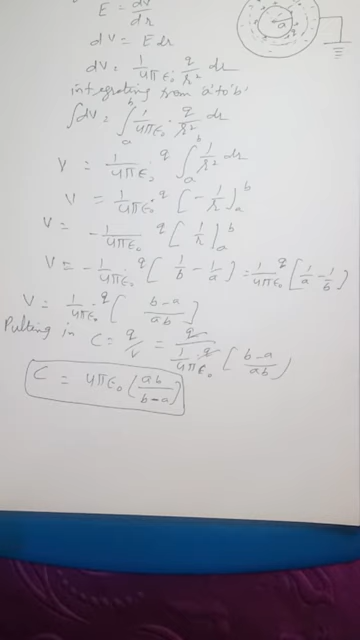 E = dv/dr
a
dV = E dr
dV = 1/4πε₀ · q/r² dr
integrating from 'a' to 'b'
∫dV = ∫ₐᵇ 1/4πε₀ · q/r² dr
V = 1/4πε₀ · q ∫ₐᵇ 1/r² dr
V = 1/4πε₀ · q [-1/r]ₐᵇ
V = -1/4πε₀ q [1/r]ₐᵇ
V = -1/4πε₀ q [1/b - 1/a] = 1/4πε₀ q [1/a - 1/b]
V = 1/4πε₀ · q [b-a/ab]
Putting in C = q/V = q/(1/4πε₀ · q) [b-a/ab]
C = 4πε₀ (ab/b-a)